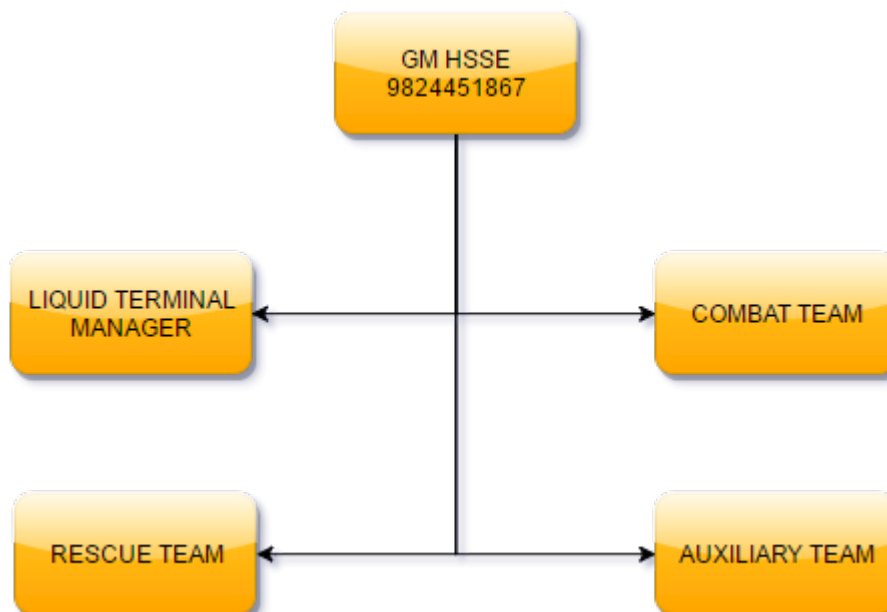 GM HSSE
9824451867
LIQUID TERMINAL
MANAGER
COMBAT TEAM
RESCUE TEAM
AUXILIARY TEAM